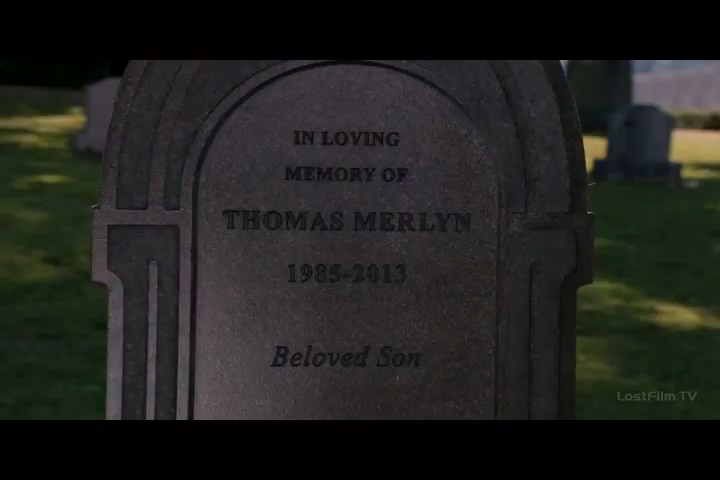 IN LOVING
MEMORY OF
THOMAS MERLYN
1985-2013
Beloved Son
LostFilm.TV